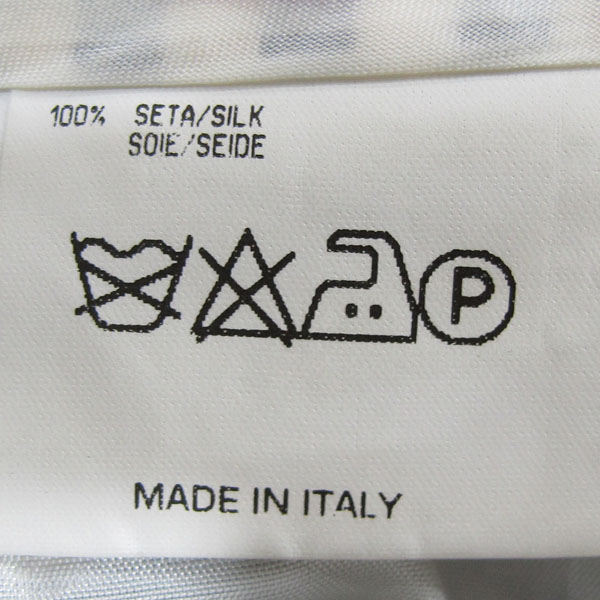 100% SETA/SILK
SOIE/SEIDE
P
MADE IN ITALY